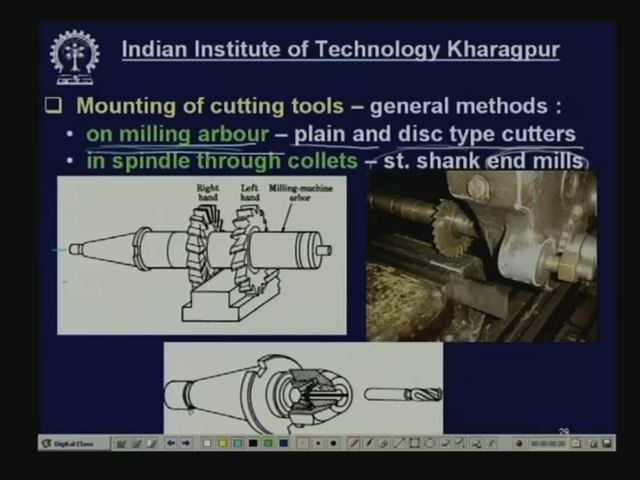 Indian Institute of Technology Kharagpur
❑ Mounting of cutting tools – general methods :
• on milling arbour – plain and disc type cutters
• in spindle through collets – st. shank end mills
Right hand
Left hand
Milling-machine arbor
29
Digital Class